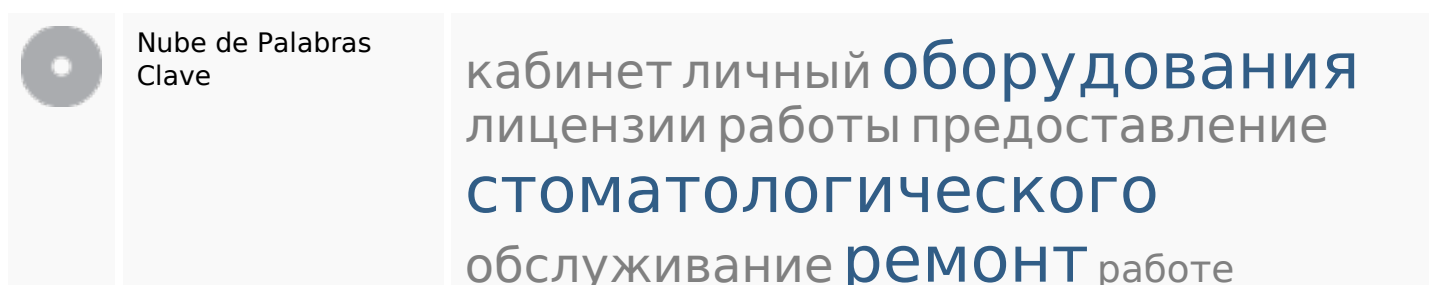 Nube de Palabras
Clave
кабинет личный оборудования
лицензии работы предоставление
стоматологического
обслуживание ремонт работе